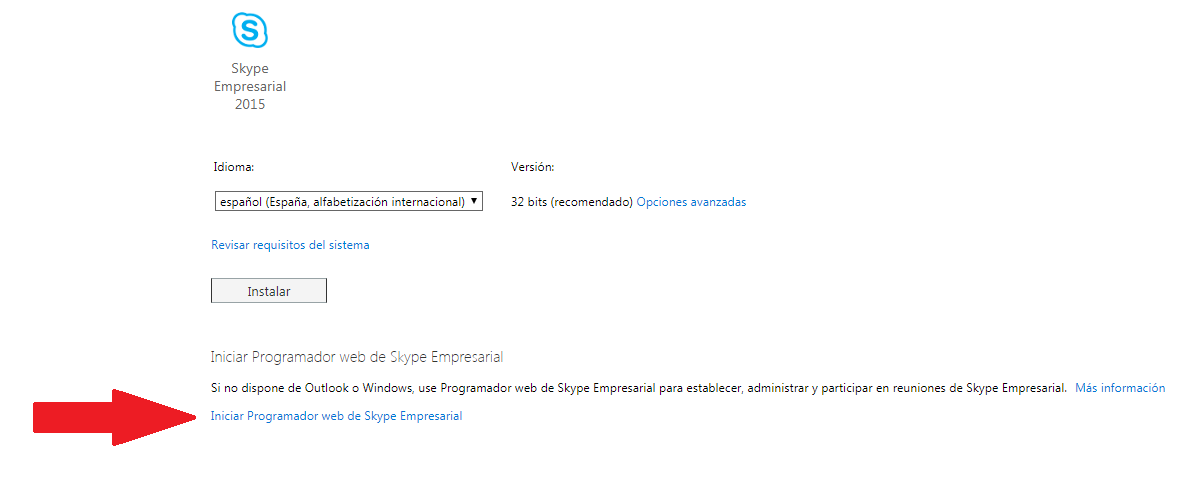 S
Skype
Empresarial
2015
Idioma:
Versión:
español (España, alfabetización internacional)
32 bits (recomendado) Opciones avanzadas
Revisar requisitos del sistema
Instalar
Iniciar Programador web de Skype Empresarial
Si no dispone de Outlook o Windows, use Programador web de Skype Empresarial para establecer, administrar y participar en reuniones de Skype Empresarial. Más información
Iniciar Programador web de Skype Empresarial